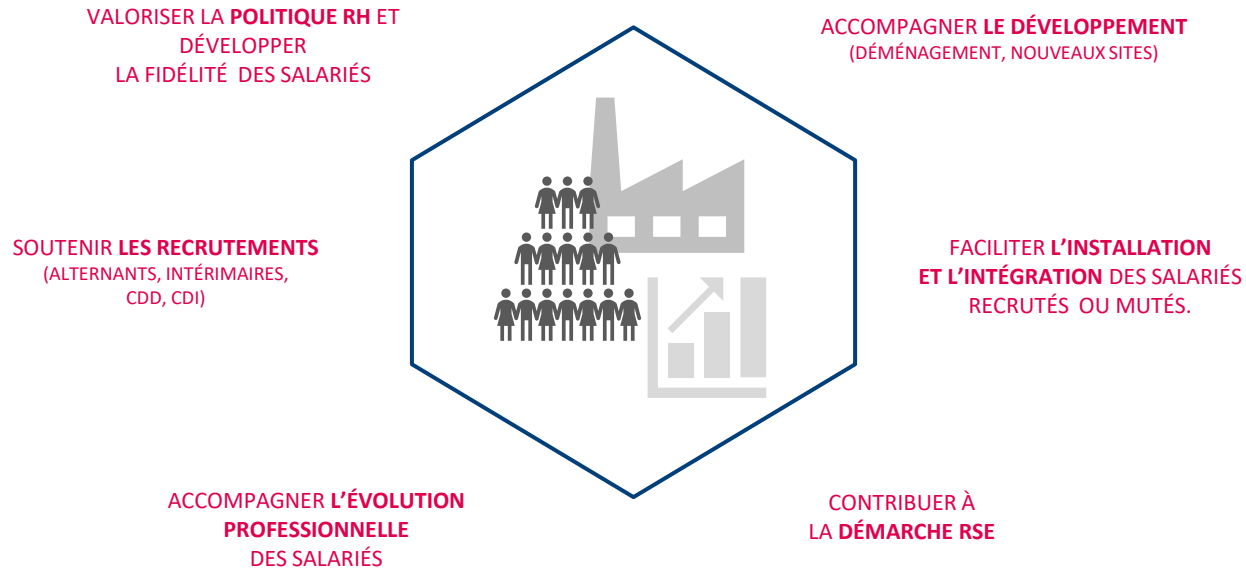 VALORISER LA POLITIQUE RH ET
DÉVELOPPER
LA FIDÉLITÉ DES SALARIÉS
ACCOMPAGNER LE DÉVELOPPEMENT
(DÉMÉNAGEMENT, NOUVEAUX SITES)
SOUTENIR LES RECRUTEMENTS
(ALTERNANTS, INTÉRIMAIRES,
CDD, CDI)
FACILITER L’INSTALLATION
ET L’INTÉGRATION DES SALARIÉS
RECRUTÉS OU MUTÉS.
ACCOMPAGNER L’ÉVOLUTION
PROFESSIONNELLE
DES SALARIÉS
CONTRIBUER À
LA DÉMARCHE RSE